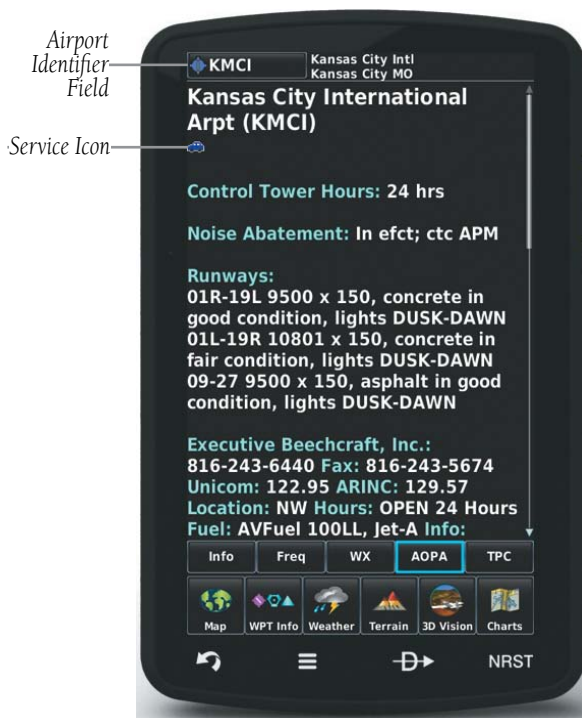 Airport
Identifier
Field
Service Icon
KMCI
Kansas City Intl
Kansas City MO
Kansas City International
Arpt (KMCI)
Control Tower Hours: 24 hrs
Noise Abatement: In efct; ctc APM
Runways:
01R-19L 9500 x 150, concrete in
good condition, lights DUSK-DAWN
01L-19R 10801 x 150, concrete in
fair condition, lights DUSK-DAWN
09-27 9500 x 150, asphalt in good
condition, lights DUSK-DAWN
Executive Beechcraft, Inc.:
816-243-6440 Fax: 816-243-5674
Unicom: 122.95 ARINC: 129.57
Location: NW Hours: OPEN 24 Hours
Fuel: AVFuel 100LL, Jet-A Info:
Info Freq WX AOPA TPC
Map WPT Info Weather Terrain 3D Vision Charts
D NRST